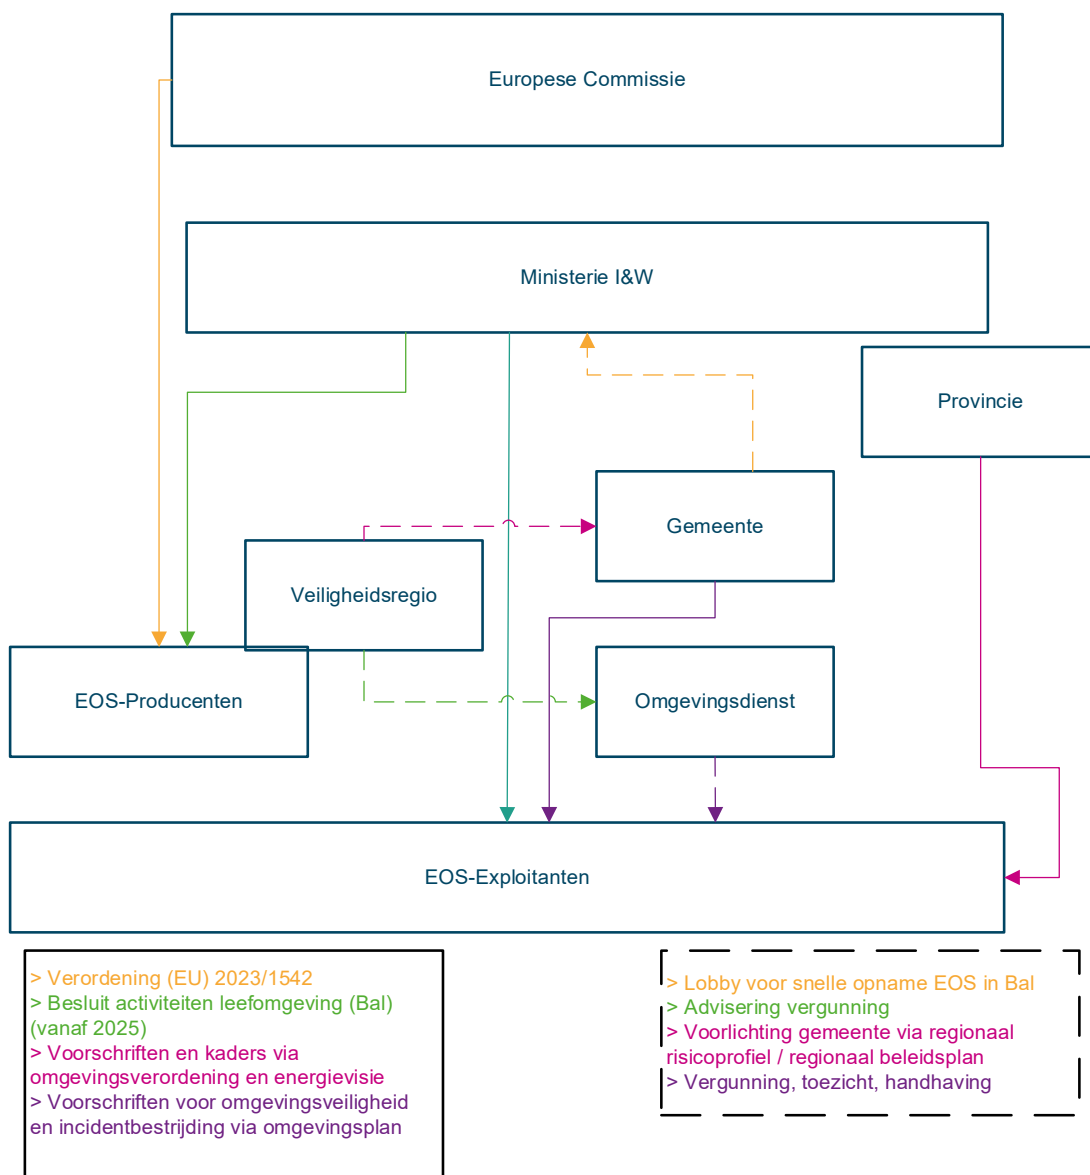 Europese Commissie
Ministerie I&W
Provincie
Gemeente
Veiligheidsregio
EOS-Producenten
Omgevingsdienst
EOS-Exploitanten
> Verordening (EU) 2023/1542
> Besluit activiteiten leefomgeving (Bal)
(vanaf 2025)
> Voorschriften en kaders via
omgevingsverordening en energievisie
> Voorschriften voor omgevingsveiligheid
en incidentbestrijding via omgevingsplan
> Lobby voor snelle opname EOS in Bal
> Advisering vergunning
> Voorlichting gemeente via regionaal
risicoprofiel / regionaal beleidsplan
> Vergunning, toezicht, handhaving